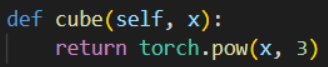 def cube(self, x):
    return torch.pow(x, 3)